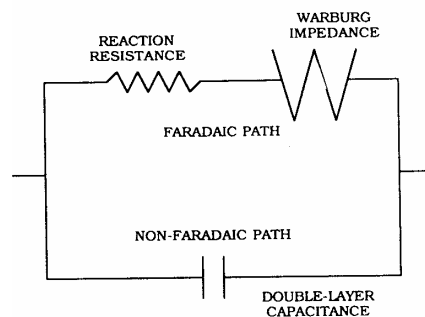 WARBURG
IMPEDANCE
REACTION
RESISTANCE
FARADAIC PATH
NON-FARADAIC PATH
DOUBLE-LAYER
CAPACITANCE